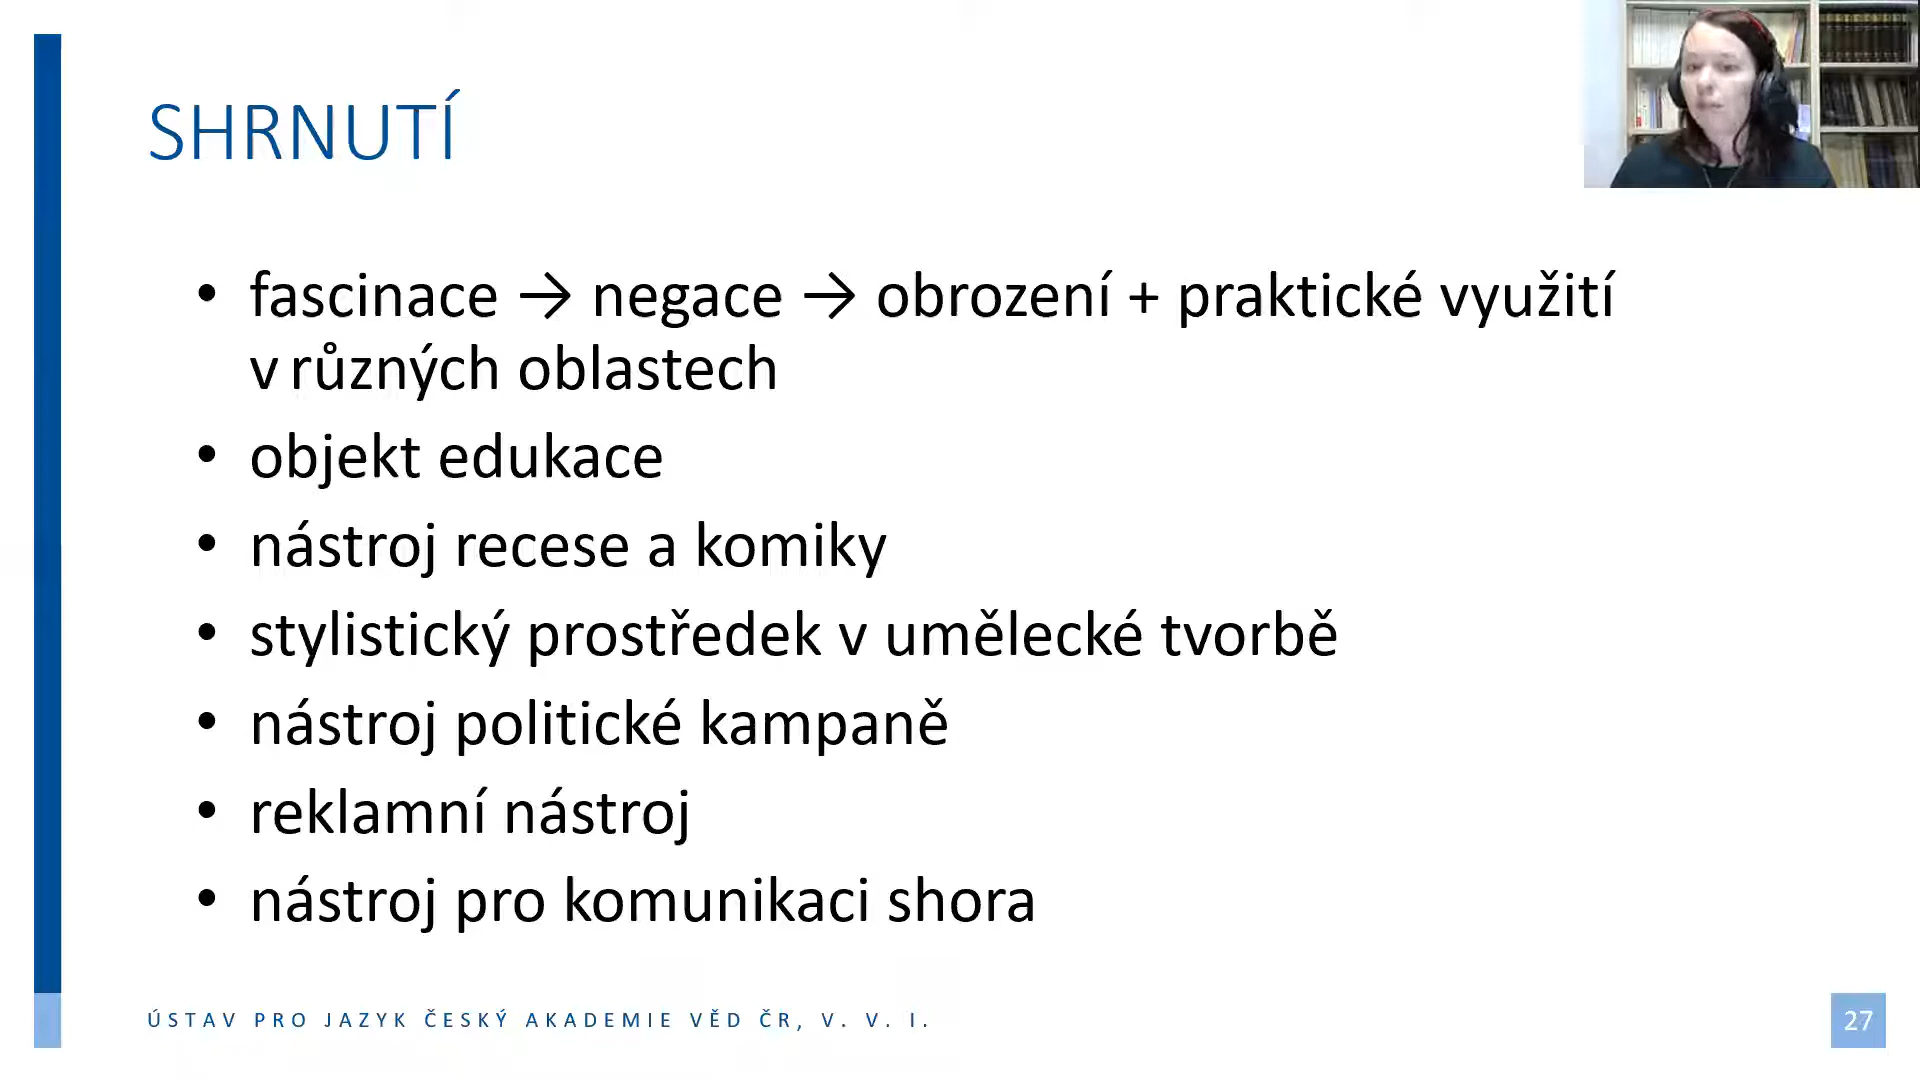 SHRNUTÍ
• fascinace → negace → obrození + praktické využití
v různých oblastech
• objekt edukace
• nástroj recese a komiky
• stylistický prostředek v umělecké tvorbě
• nástroj politické kampaně
• reklamní nástroj
• nástroj pro komunikaci shora
ÚSTAV PRO JAZYK ČESKÝ AKADEMIE VĚD ČR, V. V. I.
27